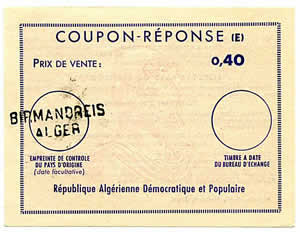 COUPON-RÉPONSE (E)
PRIX DE VENTE : 0,40
BIRMANDREIS
ALGER
EMPREINTE DE CONTROLE
DU PAYS D'ORIGINE
(date facultative)
TIMBRE A DATE
DU BUREAU D'ÉCHANGE
République Algérienne Démocratique et Populaire